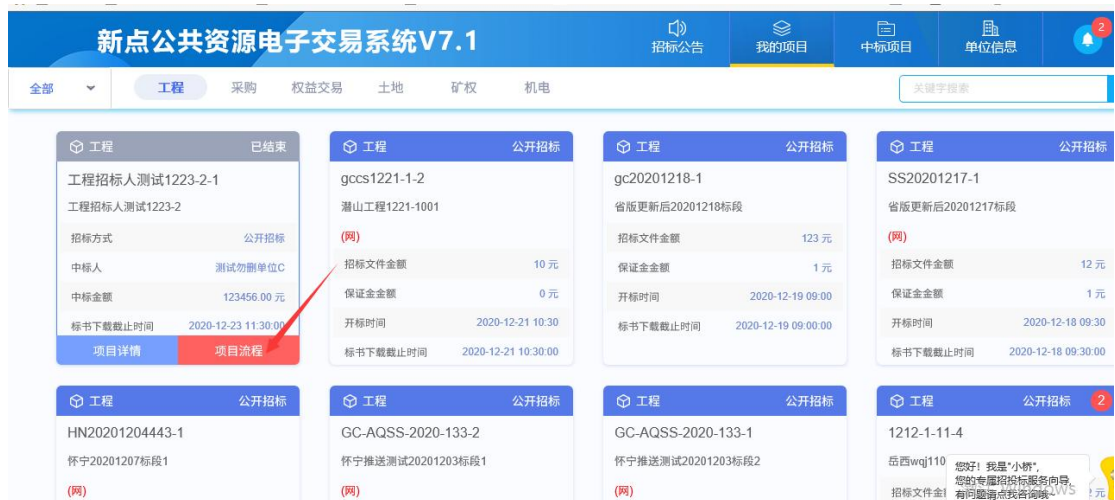 新点公共资源电子交易系统V7.1
招标公告
我的项目
中标项目
单位信息
2
全部
工程
采购
权益交易
土地
矿权
机电
关键字搜索
工程 已结束
工程招标人测试1223-2-1
工程招标人测试1223-2
招标方式 公开招标
中标人 测试勿删单位C
中标金额 123456.00 元
标书下载截止时间 2020-12-23 11:30:00
项目详情 项目流程
工程 公开招标
gccs1221-1-2
潜山工程1221-1001
(网)
招标文件金额 10 元
保证金金额 0 元
开标时间 2020-12-21 10:30
标书下载截止时间 2020-12-21 10:30:00
工程 公开招标
gc20201218-1
省版更新后20201218标段
招标文件金额 123 元
保证金金额 1 元
开标时间 2020-12-19 09:00
标书下载截止时间 2020-12-19 09:00:00
工程 公开招标
SS20201217-1
省版更新后20201217标段
(网)
招标文件金额 12 元
保证金金额 1 元
开标时间 2020-12-18 09:30
标书下载截止时间 2020-12-18 09:30:00
工程 公开招标
HN20201204443-1
怀宁20201207标段1
(网)
工程 公开招标
GC-AQSS-2020-133-2
怀宁推送测试20201203标段1
(网)
工程 公开招标
GC-AQSS-2020-133-1
怀宁推送测试20201203标段2
(网)
工程 公开招标 2
1212-1-11-4
岳西wqj110
招标文件金
元
您好！我是"小桥"，
您的专属招投标服务向导，
有问题请点我咨询哦~